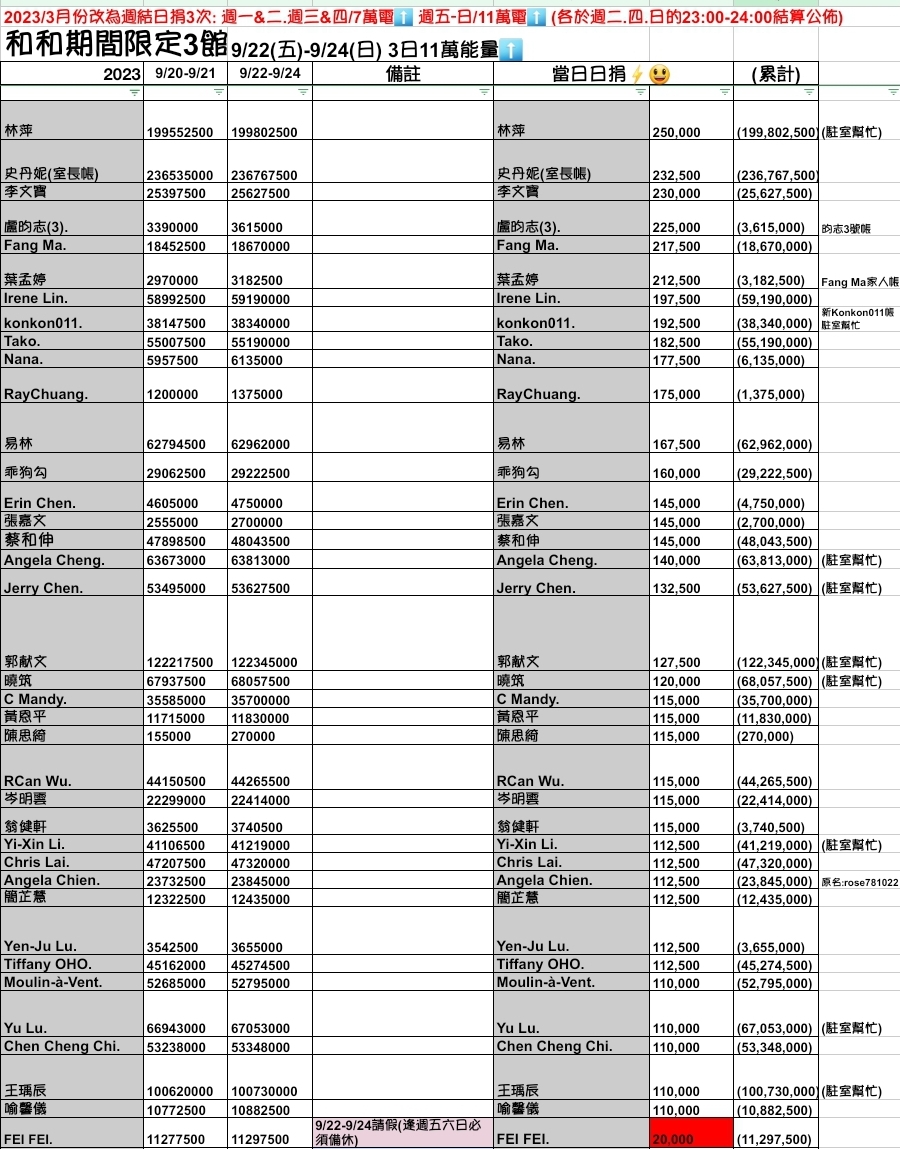 2023/3月份改為週結日捐3次: 週一&二.週三&四/7萬電⬆️ 週五-日/11萬電⬆️ (各於週二.四.日的23:00-24:00結算公佈)
和和期間限定3館 9/22(五)-9/24(日) 3日11萬能量⬆️
2023 9/20-9/21 9/22-9/24 備註 當日日捐⚡😃 (累計)
林萍 199552500 199802500 林萍 250,000 (199,802,500) (駐室幫忙)
史丹妮(室長帳) 236535000 236767500 史丹妮(室長帳) 232,500 (236,767,500)
李文寶 25397500 25627500 李文寶 230,000 (25,627,500)
盧昀志(3). 3390000 3615000 盧昀志(3). 225,000 (3,615,000) 昀志3號帳
Fang Ma. 18452500 18670000 Fang Ma. 217,500 (18,670,000)
葉孟婷 2970000 3182500 葉孟婷 212,500 (3,182,500) Fang Ma家人帳
Irene Lin. 58992500 59190000 Irene Lin. 197,500 (59,190,000)
konkon011. 38147500 38340000 konkon011. 192,500 (38,340,000) 新Konkon011帳
駐室幫忙
Tako. 55007500 55190000 Tako. 182,500 (55,190,000)
Nana. 5957500 6135000 Nana. 177,500 (6,135,000)
RayChuang. 1200000 1375000 RayChuang. 175,000 (1,375,000)
易林 62794500 62962000 易林 167,500 (62,962,000)
乖狗勾 29062500 29222500 乖狗勾 160,000 (29,222,500)
Erin Chen. 4605000 4750000 Erin Chen. 145,000 (4,750,000)
張嘉文 2555000 2700000 張嘉文 145,000 (2,700,000)
蔡和伸 47898500 48043500 蔡和伸 145,000 (48,043,500)
Angela Cheng. 63673000 63813000 Angela Cheng. 140,000 (63,813,000) (駐室幫忙)
Jerry Chen. 53495000 53627500 Jerry Chen. 132,500 (53,627,500) (駐室幫忙)
郭献文 122217500 122345000 郭献文 127,500 (122,345,000) (駐室幫忙)
曉筑 67937500 68057500 曉筑 120,000 (68,057,500) (駐室幫忙)
C Mandy. 35585000 35700000 C Mandy. 115,000 (35,700,000)
黃恩平 11715000 11830000 黃恩平 115,000 (11,830,000)
陳思綺 155000 270000 陳思綺 115,000 (270,000)
RCan Wu. 44150500 44265500 RCan Wu. 115,000 (44,265,500)
岑明雲 22299000 22414000 岑明雲 115,000 (22,414,000)
翁健軒 3625500 3740500 翁健軒 115,000 (3,740,500)
Yi-Xin Li. 41106500 41219000 Yi-Xin Li. 112,500 (41,219,000) (駐室幫忙)
Chris Lai. 47207500 47320000 Chris Lai. 112,500 (47,320,000)
Angela Chien. 23732500 23845000 Angela Chien. 112,500 (23,845,000) 原名:rose781022
簡芷慧 12322500 12435000 簡芷慧 112,500 (12,435,000)
Yen-Ju Lu. 3542500 3655000 Yen-Ju Lu. 112,500 (3,655,000)
Tiffany OHO. 45162000 45274500 Tiffany OHO. 112,500 (45,274,500)
Moulin-à-Vent. 52685000 52795000 Moulin-à-Vent. 110,000 (52,795,000)
Yu Lu. 66943000 67053000 Yu Lu. 110,000 (67,053,000) (駐室幫忙)
Chen Cheng Chi. 53238000 53348000 Chen Cheng Chi. 110,000 (53,348,000)
王瑀辰 100620000 100730000 王瑀辰 110,000 (100,730,000) (駐室幫忙)
喻馨儀 10772500 10882500 喻馨儀 110,000 (10,882,500)
FEI FEI. 11277500 11297500 9/22-9/24請假(逢週五六日必
須備休) FEI FEI. 20,000 (11,297,500)